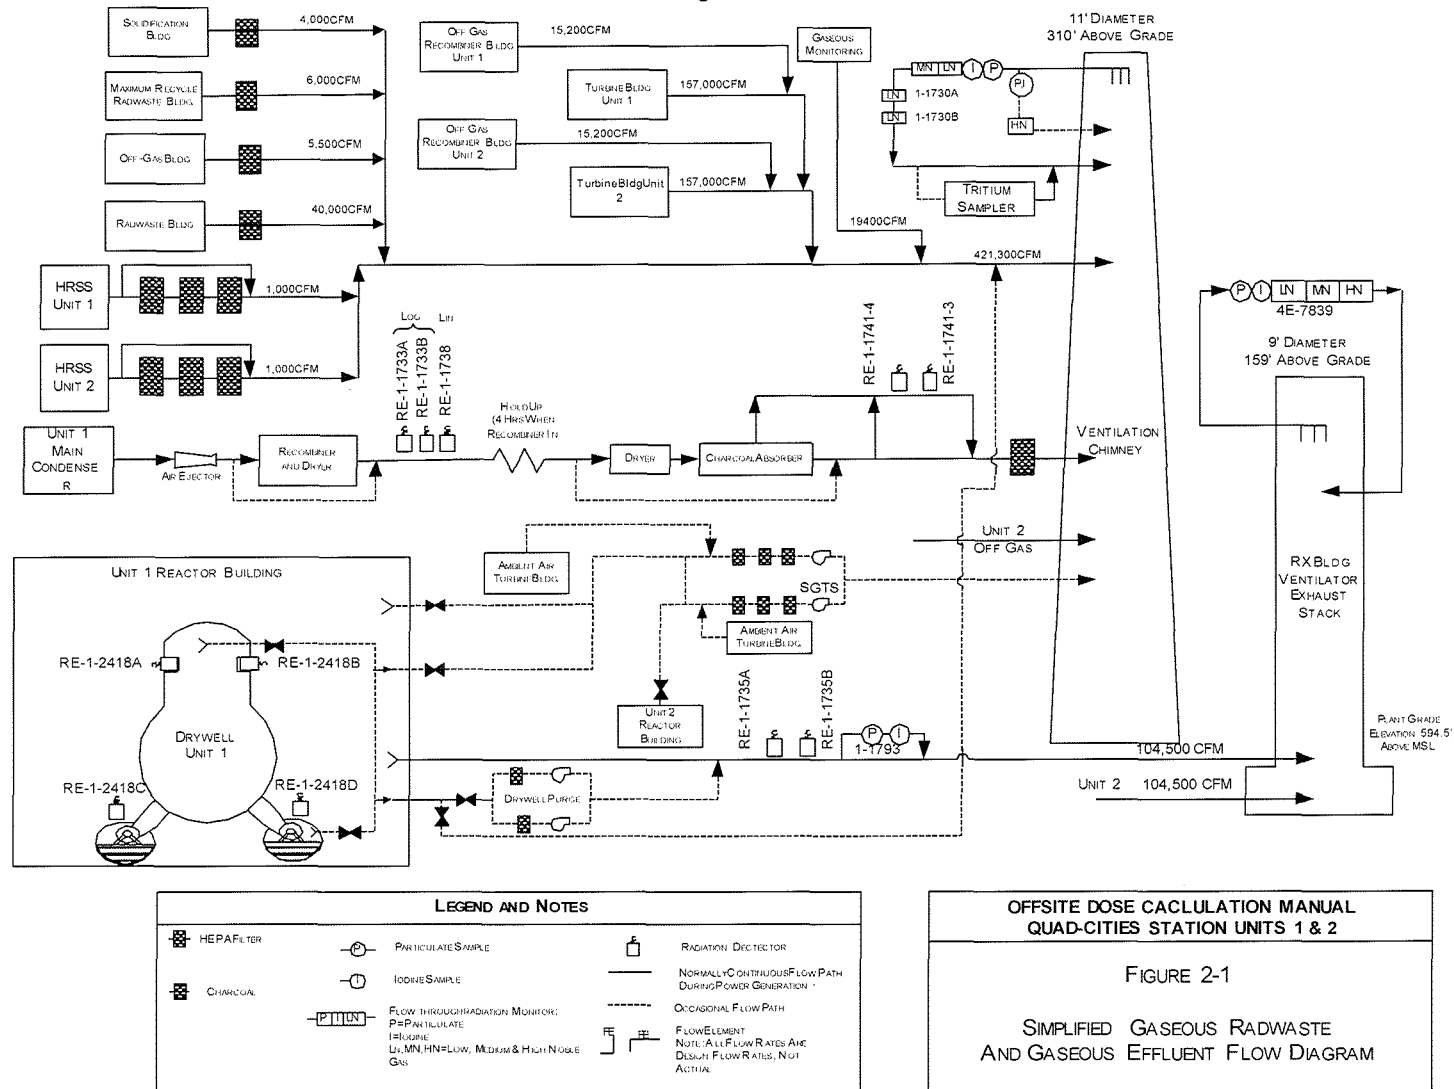 SOLIDIFICATION
BLDG
4,000CFM
MAXIMUM RECYCLE
RADWASTE BLDG.
6,000CFM
OFF-GAS BLDG
5,500CFM
RADWASTE BLDG
40,000CFM
HRSS
UNIT 1
1,000CFM
HRSS
UNIT 2
1,000CFM
OFF GAS
RECOMBINER BLDG
UNIT 1
15,200CFM
TURBINE BLDG
UNIT 1
157,000CFM
OFF GAS
RECOMBINER BLDG
UNIT 2
15,200CFM
TurbineBldgUnit
2
157,000CFM
GASEOUS
MONITORING
19400CFM
421,300CFM
11' DIAMETER
310' ABOVE GRADE
MN LN I P
LN 1-1730A
LN 1-1730B
PI
HN
TRITIUM
SAMPLER
P I LN MN HN
4E-7839
9' DIAMETER
159' ABOVE GRADE
LOG LIN
RE-1-1733A
RE-1-1733B
RE-1-1738
RE-1-1741-4
RE-1-1741-3
UNIT 1
MAIN
CONDENSE
R
AIR EJECTOR
RECOMBINER
AND DRYER
HOLD UP
(4 HRS WHEN
RECOMBINER IN
DRYER
CHARCOAL ABSORBER
VENTILATION
CHIMNEY
UNIT 2
OFF GAS
UNIT 1 REACTOR BUILDING
AMBIENT AIR
TURBINE BLDG.
SGTS
AMBIENT AIR
TURBINE BLDG
RX BLDG
VENTILATOR
EXHAUST
STACK
RE-1-2418A
RE-1-2418B
DRYWELL
UNIT 1
RE-1-2418C
RE-1-2418D
UNIT 2
REACTOR
BUILDING
RE-1-1735A
RE-1-1735B
P I
1-1793
DRYWELL PURGE
104,500 CFM
UNIT 2 104,500 CFM
PLANT GRADE
ELEVATION 594.5'
ABOVE MSL
LEGEND AND NOTES
HEPA FILTER
CHARCOAL
P PARTICULATE SAMPLE
I IODINE SAMPLE
P I LN FLOW THROUGH RADIATION MONITOR:
P=PARTICULATE
I=IODINE
LN, MN, HN=LOW, MEDIUM & HIGH NOBLE
GAS
RADIATION DECTECTOR
NORMALLY CONTINUOUS FLOW PATH
DURING POWER GENERATION
OCCASIONAL FLOW PATH
FE FE
FLOW ELEMENT
NOTE: ALL FLOW RATES ARE
DESIGN FLOW RATES, NOT
ACTUAL
OFFSITE DOSE CACLULATION MANUAL
QUAD-CITIES STATION UNITS 1 & 2
FIGURE 2-1
SIMPLIFIED GASEOUS RADWASTE
AND GASEOUS EFFLUENT FLOW DIAGRAM